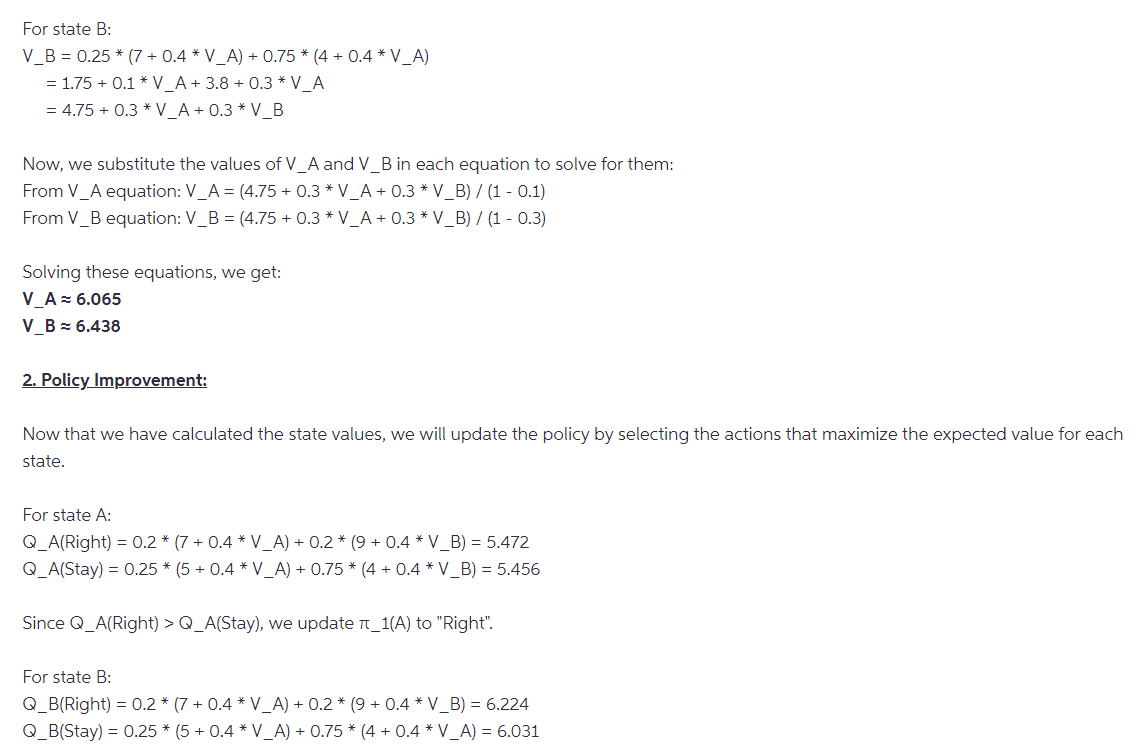 For state B:
V_B = 0.25 * (7 + 0.4 * V_A) + 0.75 * (4 + 0.4 * V_A)
= 1.75 + 0.1 * V_A + 3.8 + 0.3 * V_A
= 4.75 + 0.3 * V_A + 0.3 * V_B
Now, we substitute the values of V_A and V_B in each equation to solve for them:
From V_A equation: V_A = (4.75 + 0.3 * V_A + 0.3 * V_B) / (1 - 0.1)
From V_B equation: V_B = (4.75 + 0.3 * V_A + 0.3 * V_B) / (1 - 0.3)
Solving these equations, we get:
V_A ≈ 6.065
V_B ≈ 6.438
2. Policy Improvement:
Now that we have calculated the state values, we will update the policy by selecting the actions that maximize the expected value for each
state.
For state A:
Q_A(Right) = 0.2 * (7 + 0.4 * V_A) + 0.2 * (9 + 0.4 * V_B) = 5.472
Q_A(Stay) = 0.25 * (5 + 0.4 * V_A) + 0.75 * (4 + 0.4 * V_B) = 5.456
Since Q_A(Right) > Q_A(Stay), we update π_1(A) to "Right".
For state B:
Q_B(Right) = 0.2 * (7 + 0.4 * V_A) + 0.2 * (9 + 0.4 * V_B) = 6.224
Q_B(Stay) = 0.25 * (5 + 0.4 * V_A) + 0.75 * (4 + 0.4 * V_A) = 6.031